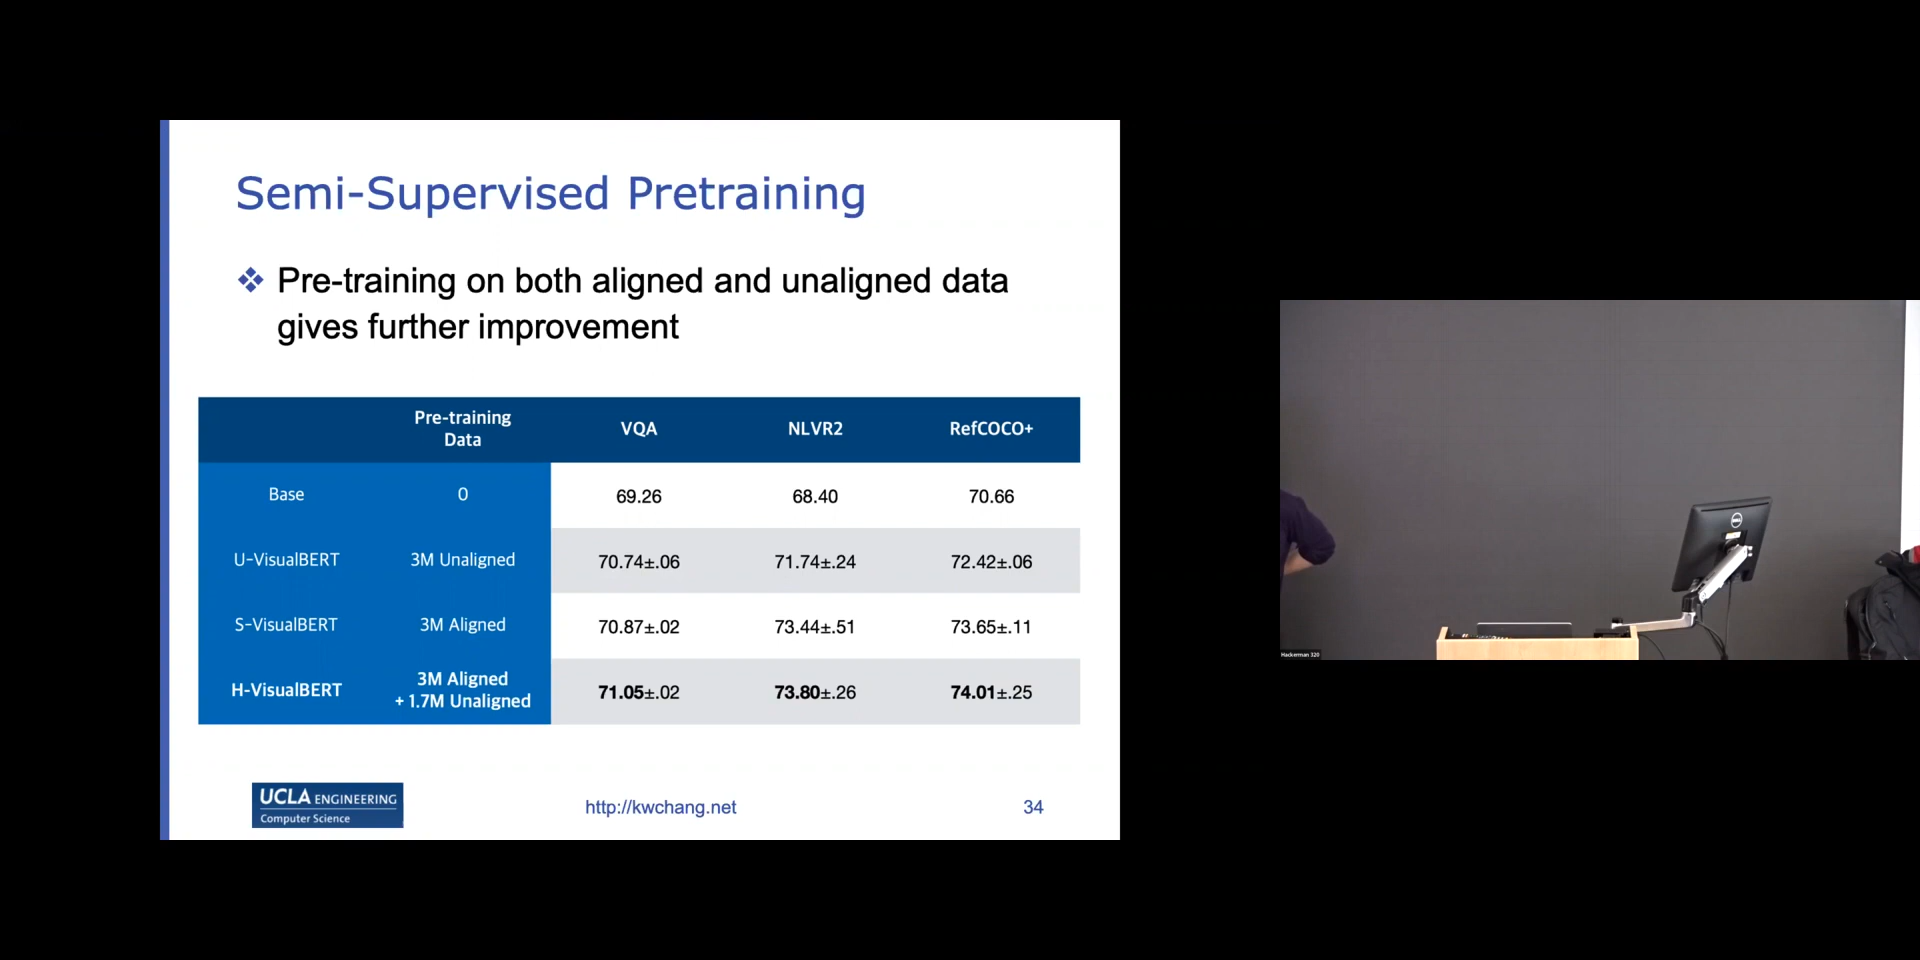 Semi-Supervised Pretraining
❖ Pre-training on both aligned and unaligned data
gives further improvement
Pre-training
Data
VQA
NLVR2
RefCOCO+
Base 0 69.26 68.40 70.66
U-VisualBERT 3M Unaligned 70.74±.06 71.74±.24 72.42±.06
S-VisualBERT 3M Aligned 70.87±.02 73.44±.51 73.65±.11
H-VisualBERT 3M Aligned
+ 1.7M Unaligned 71.05±.02 73.80±.26 74.01±.25
UCLA ENGINEERING
Computer Science
http://kwchang.net
34
DELL
Hackerman 320